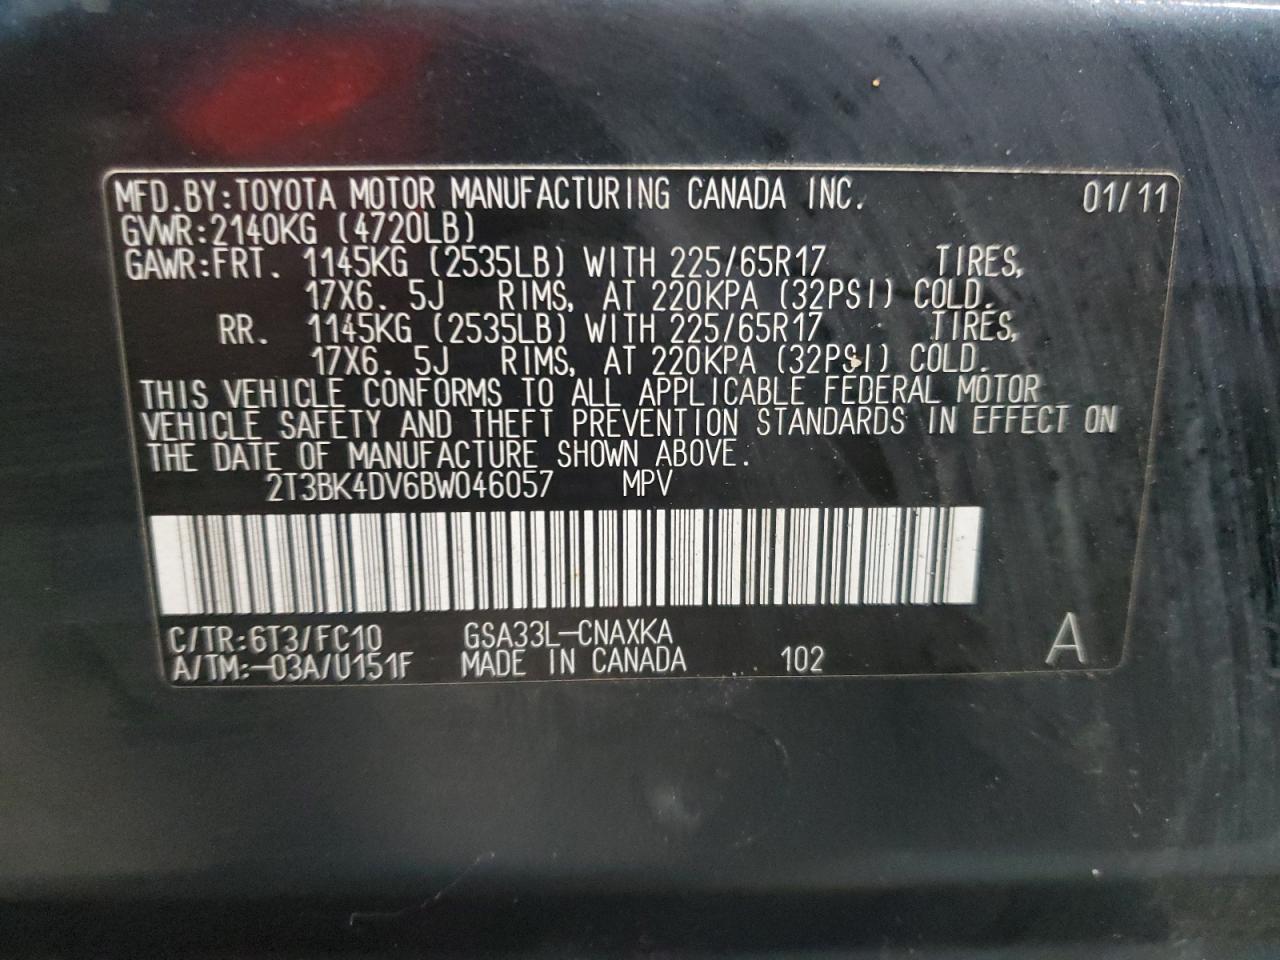 MFD.BY:TOYOTA MOTOR MANUFACTURING CANADA INC. 01/11
GVWR:2140KG (4720LB)
GAWR:FRT. 1145KG (2535LB) WITH 225/65R17 TIRES,
17X6.5J RIMS, AT 220KPA (32PSI) COLD.
RR. 1145KG (2535LB) WITH 225/65R17 TIRES,
17X6.5J RIMS, AT 220KPA (32PSI) COLD.
THIS VEHICLE CONFORMS TO ALL APPLICABLE FEDERAL MOTOR
VEHICLE SAFETY AND THEFT PREVENTION STANDARDS IN EFFECT ON
THE DATE OF MANUFACTURE SHOWN ABOVE.
2T3BK4DV6BW046057 MPV
C/TR:6T3/FC10 GSA33L-CNAXKA
A/TM:-03A/U151F MADE IN CANADA 102 A